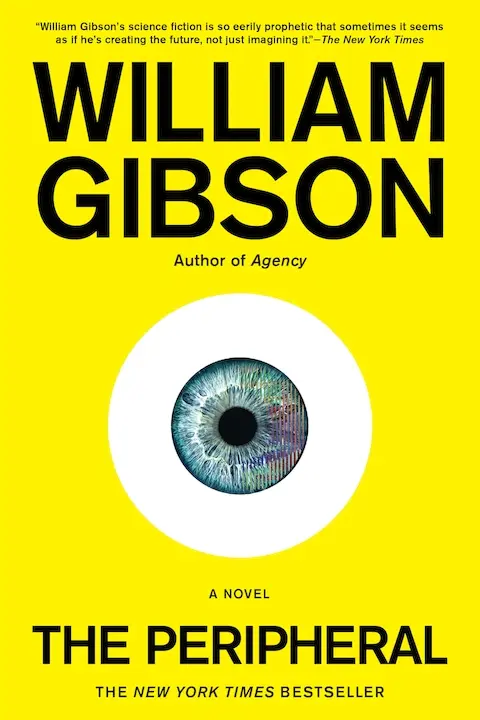 “William Gibson’s science fiction is so eerily prophetic that sometimes it seems
as if he’s creating the future, not just imagining it.”—The New York Times
WILLIAM
GIBSON
Author of Agency
A NOVEL
THE PERIPHERAL
THE NEW YORK TIMES BESTSELLER